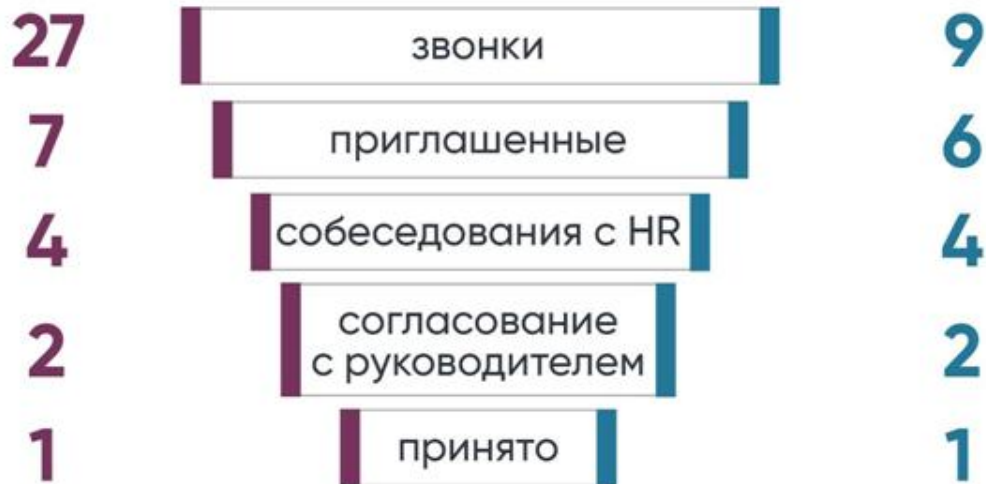 27 звонки 9
7 приглашенные 6
4 собеседования с HR 4
согласование
2 с руководителем 2
1 принято 1